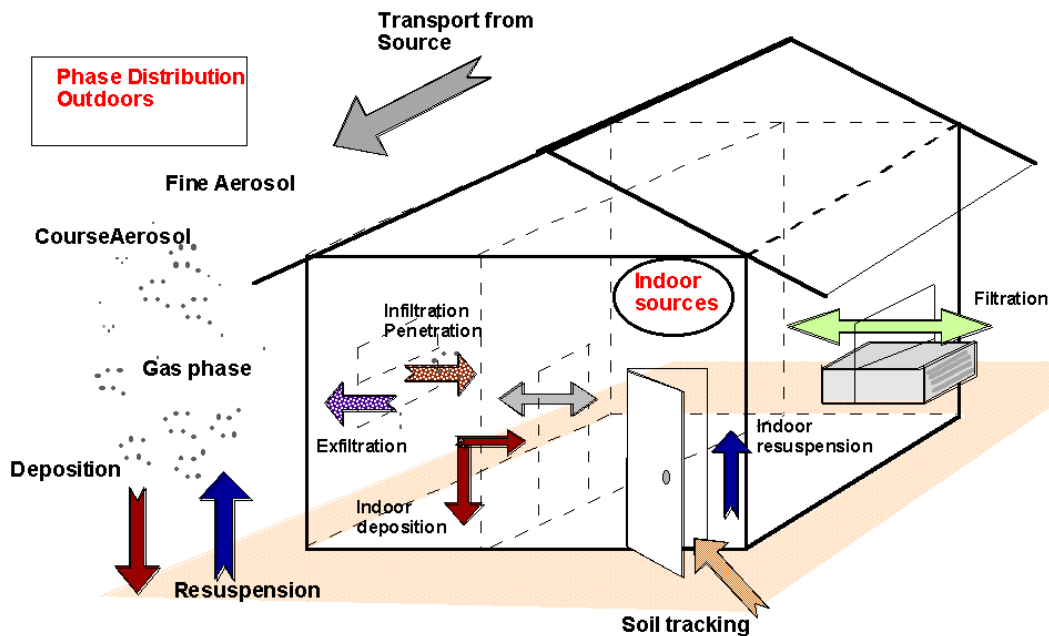 Transport from
Source
Phase Distribution
Outdoors
Fine Aerosol
CourseAerosol
Indoor
sources
Filtration
Infiltration
Penetration
Gas phase
Exfiltration
Indoor
resuspension
Deposition
Indoor
deposition
Resuspension
Soil tracking